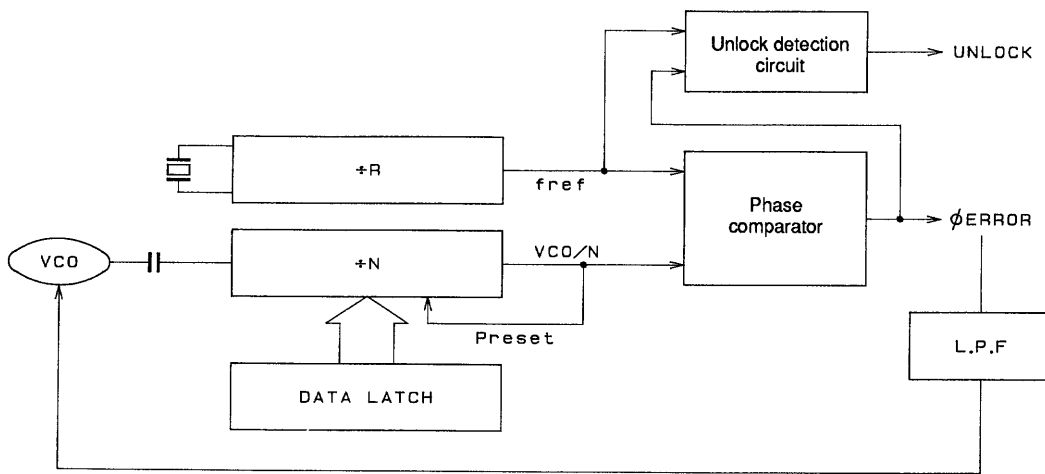 Unlock detection
circuit
UNLOCK
÷R
fref
Phase
comparator
φERROR
VCO
÷N
VCO/N
Preset
DATA LATCH
L.P.F